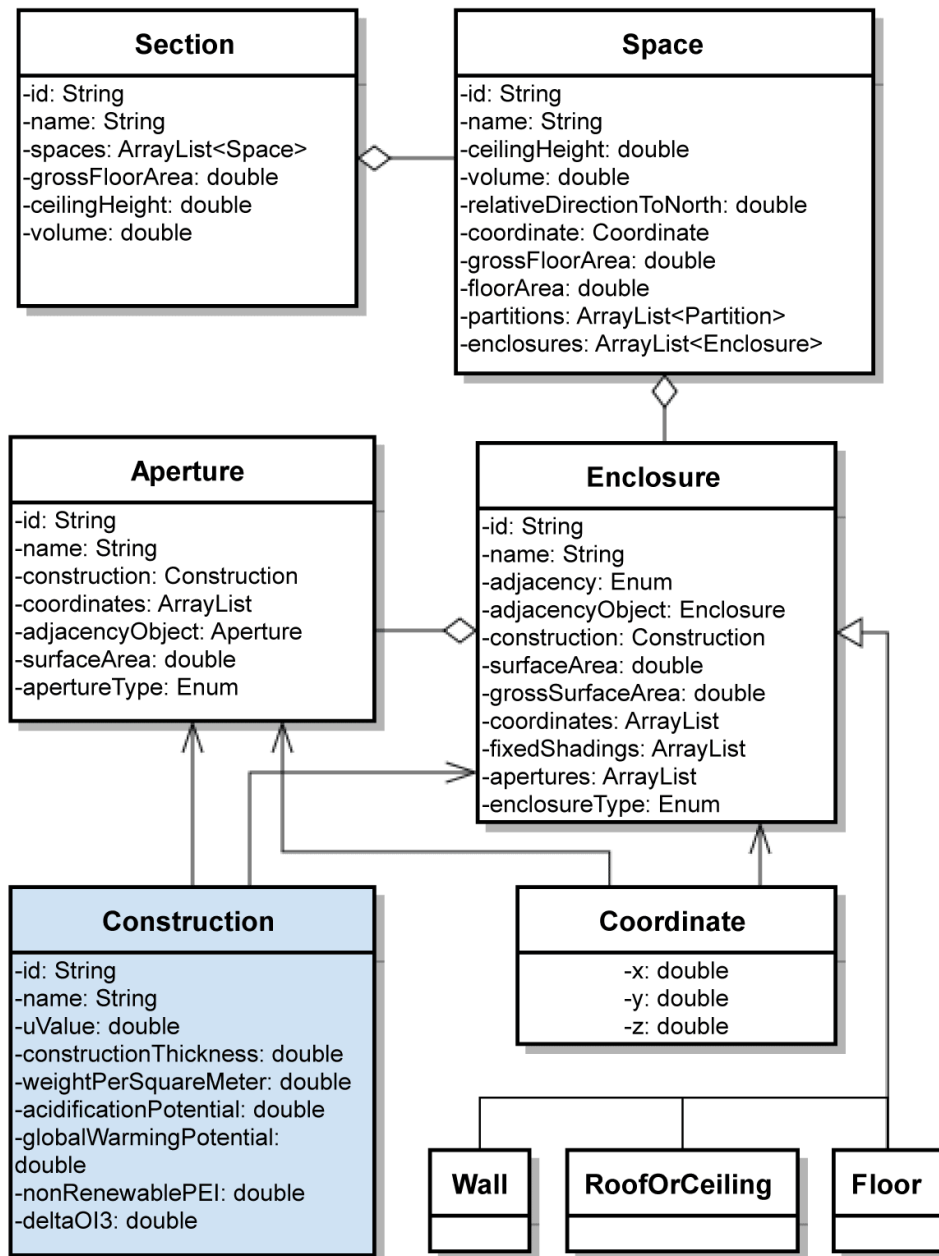 Section
-id: String
-name: String
-spaces: ArrayList<Space>
-grossFloorArea: double
-ceilingHeight: double
-volume: double
Space
-id: String
-name: String
-ceilingHeight: double
-volume: double
-relativeDirectionToNorth: double
-coordinate: Coordinate
-grossFloorArea: double
-floorArea: double
-partitions: ArrayList<Partition>
-enclosures: ArrayList<Enclosure>
Aperture
-id: String
-name: String
-construction: Construction
-coordinates: ArrayList
-adjacencyObject: Aperture
-surfaceArea: double
-apertureType: Enum
Enclosure
-id: String
-name: String
-adjacency: Enum
-adjacencyObject: Enclosure
-construction: Construction
-surfaceArea: double
-grossSurfaceArea: double
-coordinates: ArrayList
-fixedShadings: ArrayList
-apertures: ArrayList
-enclosureType: Enum
Construction
-id: String
-name: String
-uValue: double
-constructionThickness: double
-weightPerSquareMeter: double
-acidificationPotential: double
-globalWarmingPotential:
double
-nonRenewablePEI: double
-deltaOI3: double
Coordinate
-x: double
-y: double
-z: double
Wall
RoofOrCeiling
Floor